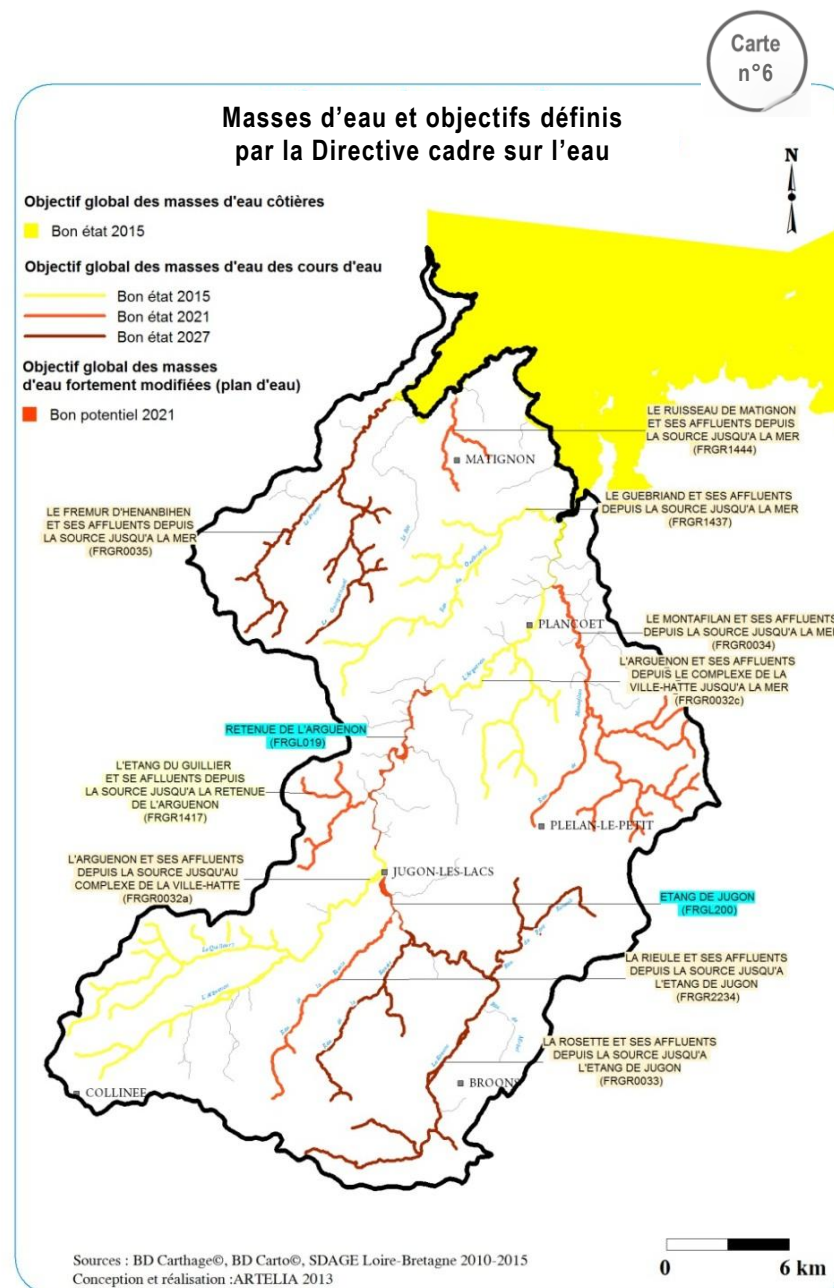 Carte
n°6
Masses d'eau et objectifs définis
par la Directive cadre sur l'eau
N
Objectif global des masses d'eau côtières
Bon état 2015
Objectif global des masses d'eau des cours d'eau
Bon état 2015
Bon état 2021
Bon état 2027
Objectif global des masses
d'eau fortement modifiées (plan d'eau)
Bon potentiel 2021
LE RUISSEAU DE MATIGNON
ET SES AFFLUENTS DEPUIS
LA SOURCE JUSQU'A LA MER
(FRGR1444)
MATIGNON
LE GUEBRIAND ET SES AFFLUENTS
DEPUIS LA SOURCE JUSQU'A LA MER
(FRGR1437)
LE FREMUR D'HENANBIHEN
ET SES AFFLUENTS DEPUIS
LA SOURCE JUSQU'A LA MER
(FRGR0035)
PLANCOET
LE MONTAFILAN ET SES AFFLUENTS
DEPUIS LA SOURCE JUSQU'A LA MER
(FRGR0034)
L'ARGUENON ET SES AFFLUENTS
DEPUIS LE COMPLEXE DE LA
VILLE-HATTE JUSQU'A LA MER
(FRGR0032c)
RETENUE DE L'ARGUENON
(FRGL019)
L'ETANG DU GUILLIER
ET SE AFLLUENTS DEPUIS
LA SOURCE JUSQU'A LA RETENUE
DE L'ARGUENON
(FRGR1417)
PLELAN-LE-PETIT
L'ARGUENON ET SES AFFLUENTS
DEPUIS LA SOURCE JUSQU'AU
COMPLEXE DE LA VILLE-HATTE
(FRGR0032a)
JUGON-LES-LACS
ETANG DE JUGON
(FRGL200)
LA RIEULE ET SES AFFLUENTS
DEPUIS LA SOURCE JUSQU'A
L'ETANG DE JUGON
(FRGR2234)
LA ROSETTE ET SES AFFLUENTS
DEPUIS LA SOURCE JUSQU'A
L'ETANG DE JUGON
(FRGR0033)
BROONS
COLLINEE
Sources : BD Carthage©, BD Carto©, SDAGE Loire-Bretagne 2010-2015
Conception et réalisation :ARTELIA 2013
0 6 km